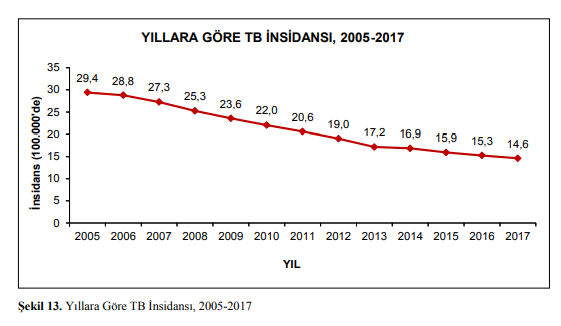 YILLARA GÖRE TB İNSİDANSI, 2005-2017
İnsidans (100.000'de)
35
30
25
20
15
10
5
0
29,4 28,8 27,3 25,3 23,6 22,0 20,6 19,0 17,2 16,9 15,9 15,3 14,6
2005 2006 2007 2008 2009 2010 2011 2012 2013 2014 2015 2016 2017
YIL
Şekil 13. Yıllara Göre TB İnsidansı, 2005-2017